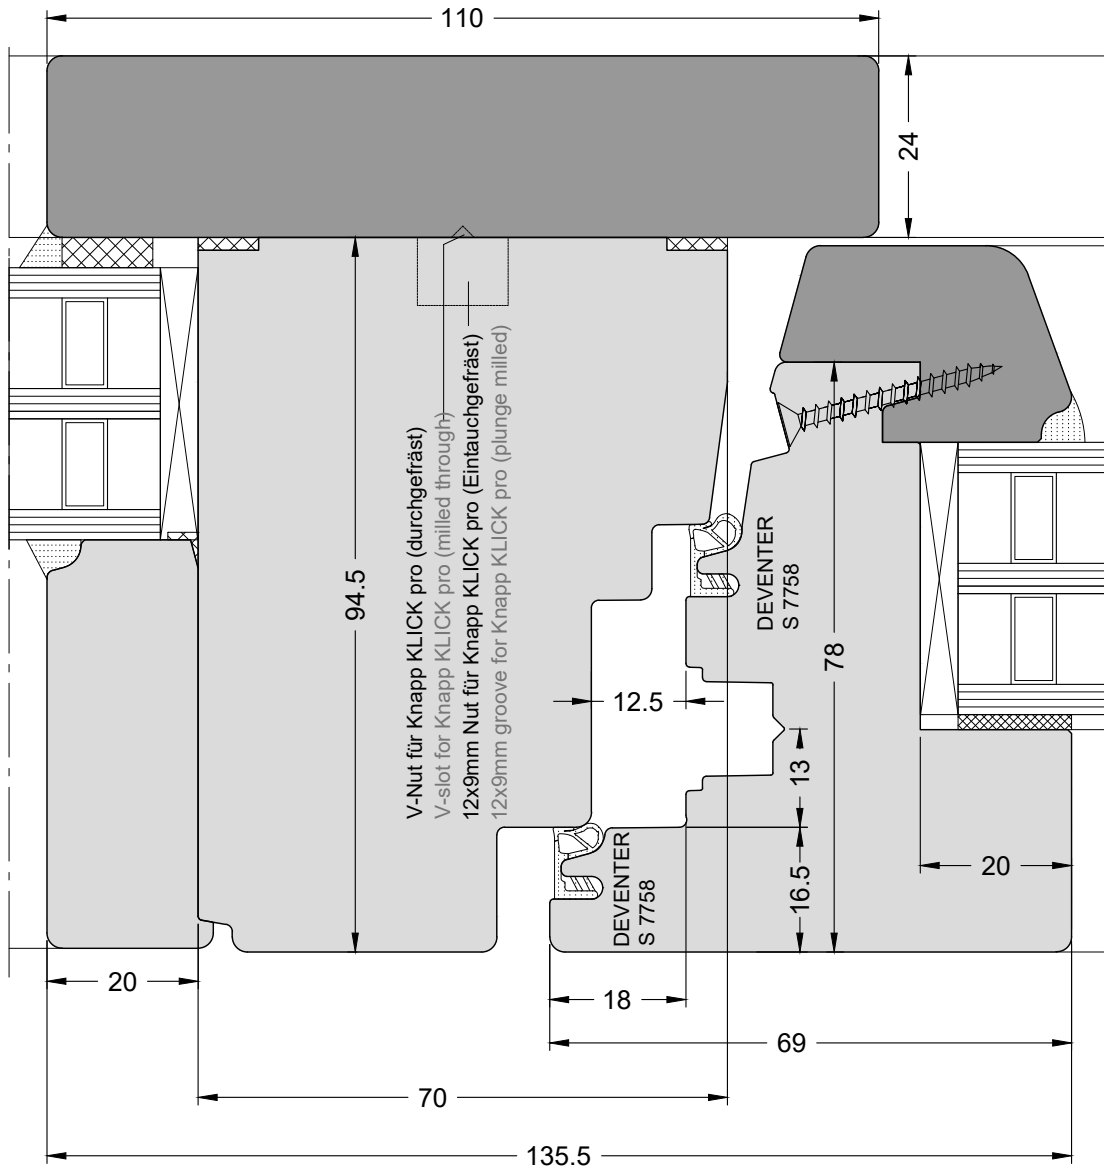 110
24
V-Nut für Knapp KLICK pro (durchgefräst)
V-slot for Knapp KLICK pro (milled through)
12x9mm Nut für Knapp KLICK pro (Eintauchgefräst)
12x9mm groove for Knapp KLICK pro (plunge milled)
94.5
DEVENTER
S 7758
78
12.5
13
DEVENTER
S 7758
16.5
20
20
18
69
70
135.5